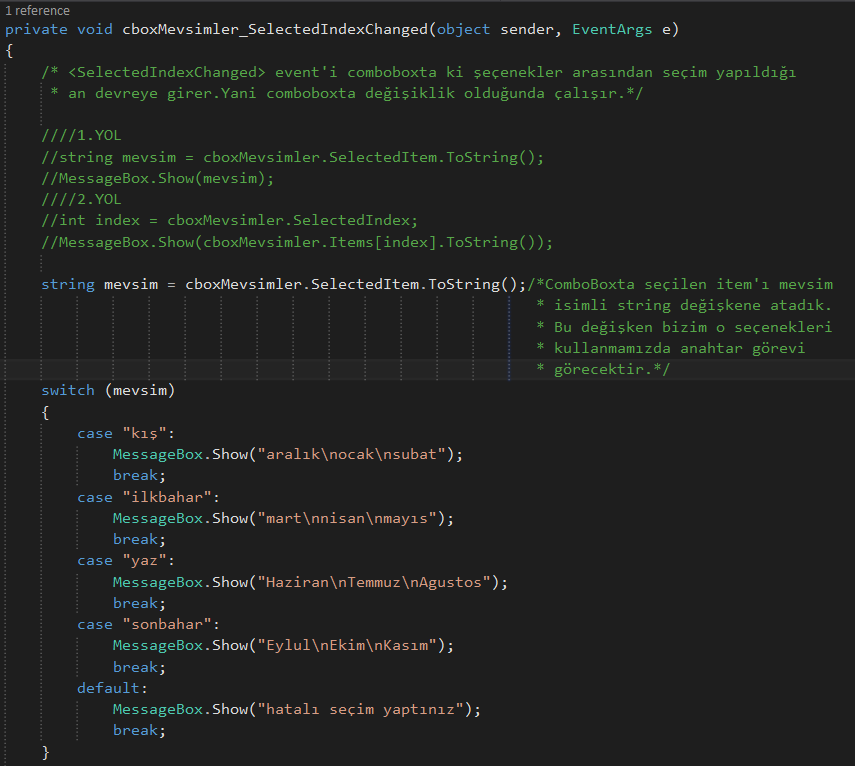 1 reference
private void cboxMevsimler_SelectedIndexChanged(object sender, EventArgs e)
{
/* <SelectedIndexChanged> event'i comboboxta ki şeçenekler arasından seçim yapıldığı
* an devreye girer.Yani comboboxta değişiklik olduğunda çalışır.*/
////1.YOL
//string mevsim = cboxMevsimler.SelectedItem.ToString();
//MessageBox.Show(mevsim);
////2.YOL
//int index = cboxMevsimler.SelectedIndex;
//MessageBox.Show(cboxMevsimler.Items[index].ToString());
string mevsim = cboxMevsimler.SelectedItem.ToString();/*ComboBoxta seçilen item'ı mevsim
* isimli string değişkene atadık.
* Bu değişken bizim o seçenekleri
* kullanmamızda anahtar görevi
* görecektir.*/
switch (mevsim)
{
case "kış":
MessageBox.Show("aralık\nocak\nsubat");
break;
case "ilkbahar":
MessageBox.Show("mart\nnisan\nmayıs");
break;
case "yaz":
MessageBox.Show("Haziran\nTemmuz\nAgustos");
break;
case "sonbahar":
MessageBox.Show("Eylul\nEkim\nKasım");
break;
default:
MessageBox.Show("hatalı seçim yaptınız");
break;
}